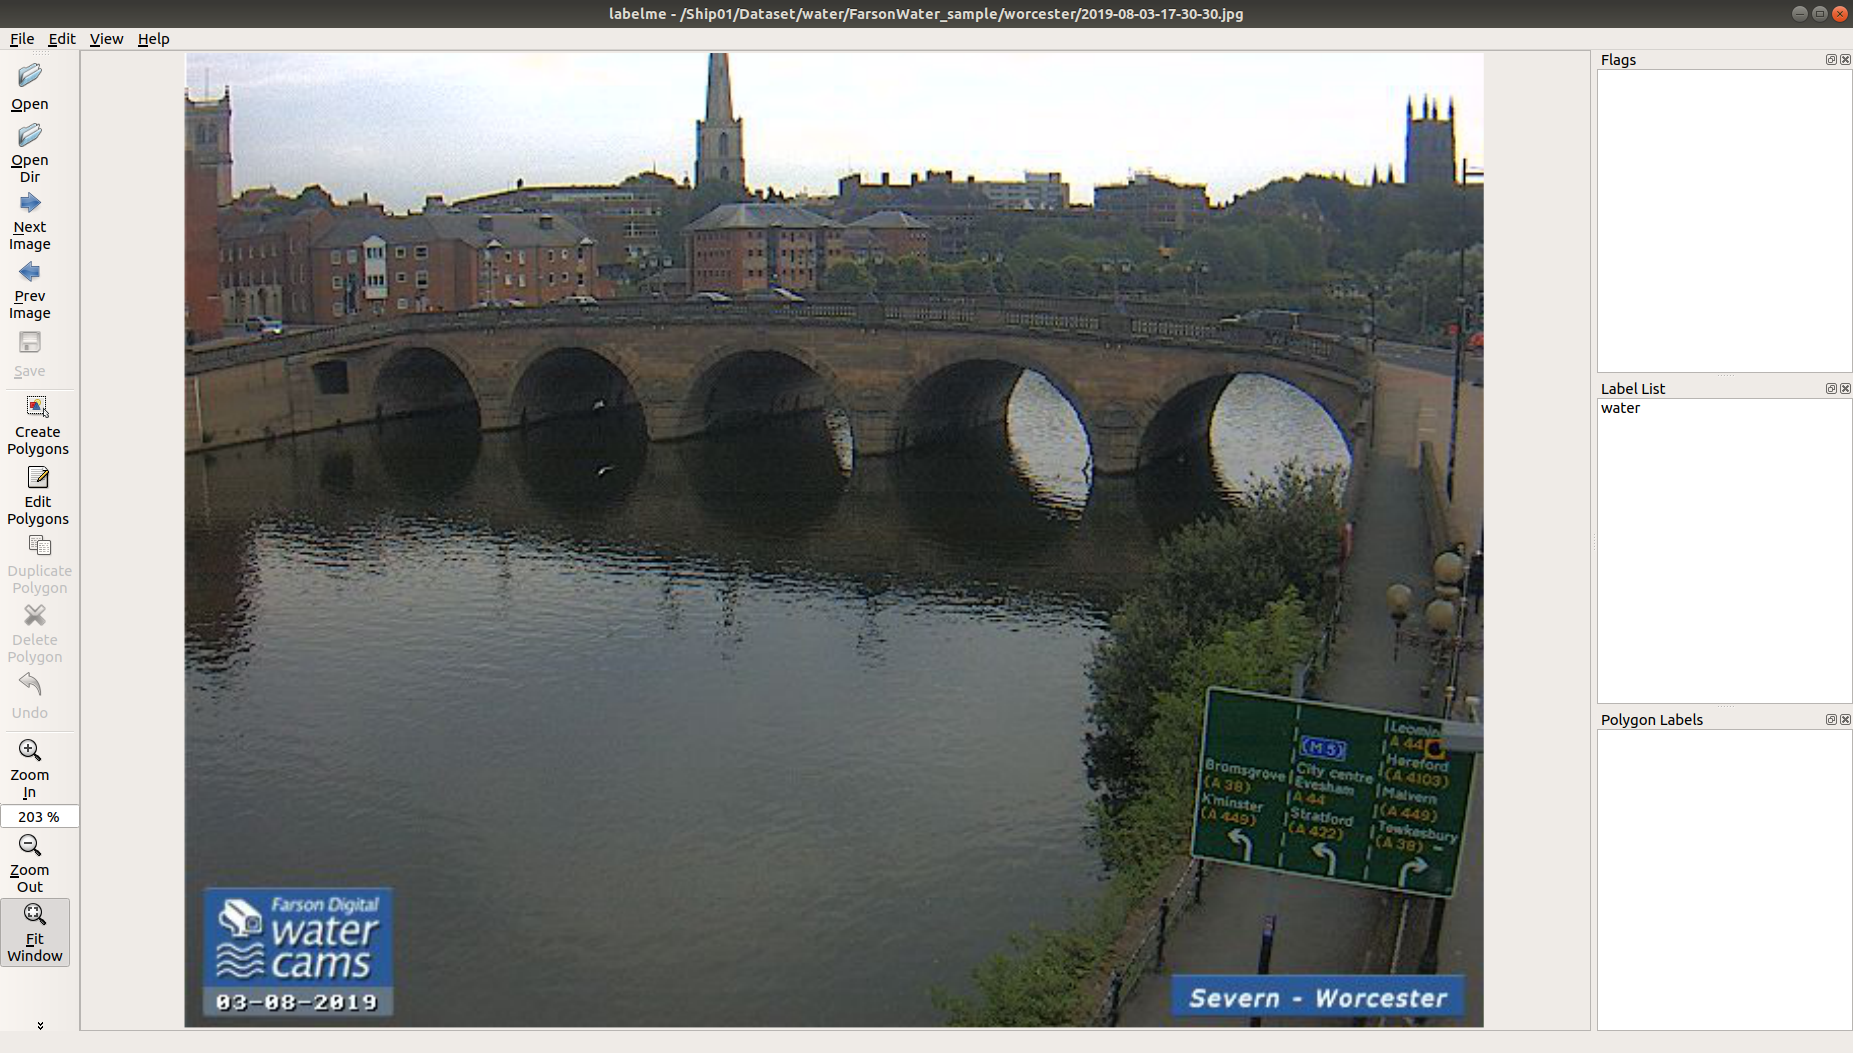 labelme - /Ship01/Dataset/water/FarsonWater_sample/worcester/2019-08-03-17-30-30.jpg
File Edit View Help
Open
Open
Dir
Next
Image
Prev
Image
Save
Create
Polygons
Edit
Polygons
Duplicate
Polygon
Delete
Polygon
Undo
Zoom
In
203 %
Zoom
Out
Fit
Window
Farson Digital
water
cams
03-08-2019
Bromsgrove
(A 38)
K'minster
(A 449)
(M 5)
City centre
Evesham
A 44
Stratford
(A 422)
Leomin
A 44
Hereford
(A 4103)
Malvern
(A 449)
Tewkesbury
(A 38)
Severn - Worcester
Flags
Label List
water
Polygon Labels